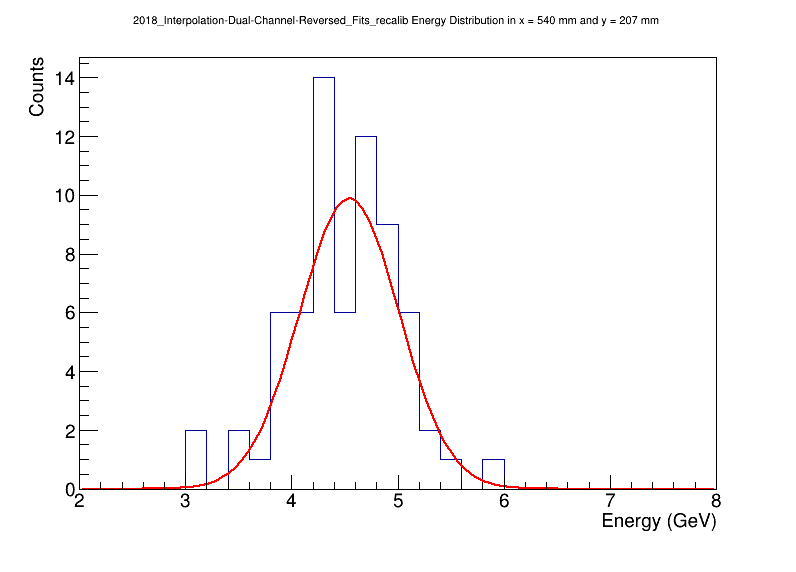 2018_Interpolation-Dual-Channel-Reversed_Fits_recalib Energy Distribution in x = 540 mm and y = 207 mm
Counts
14
12
10
8
6
4
2
0
2 3 4 5 6 7 8
Energy (GeV)